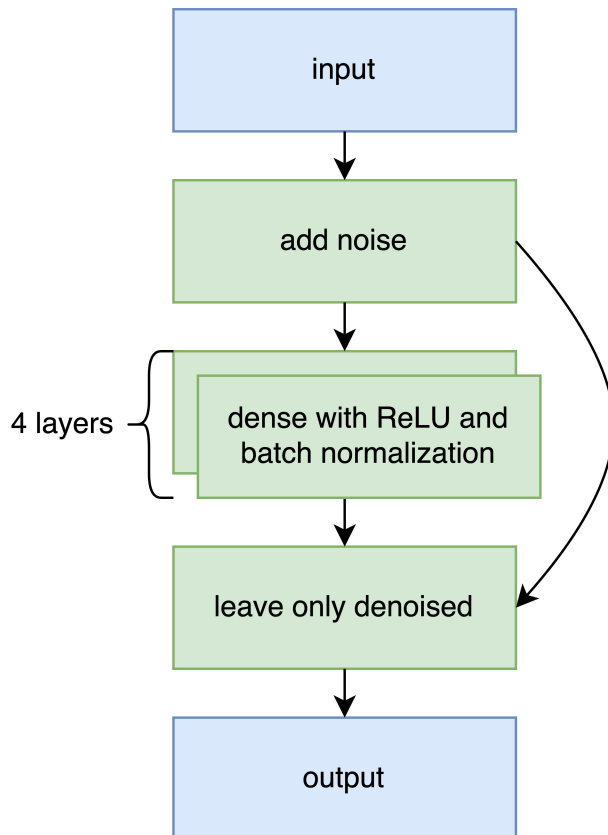 input
add noise
4 layers
dense with ReLU and
batch normalization
leave only denoised
output